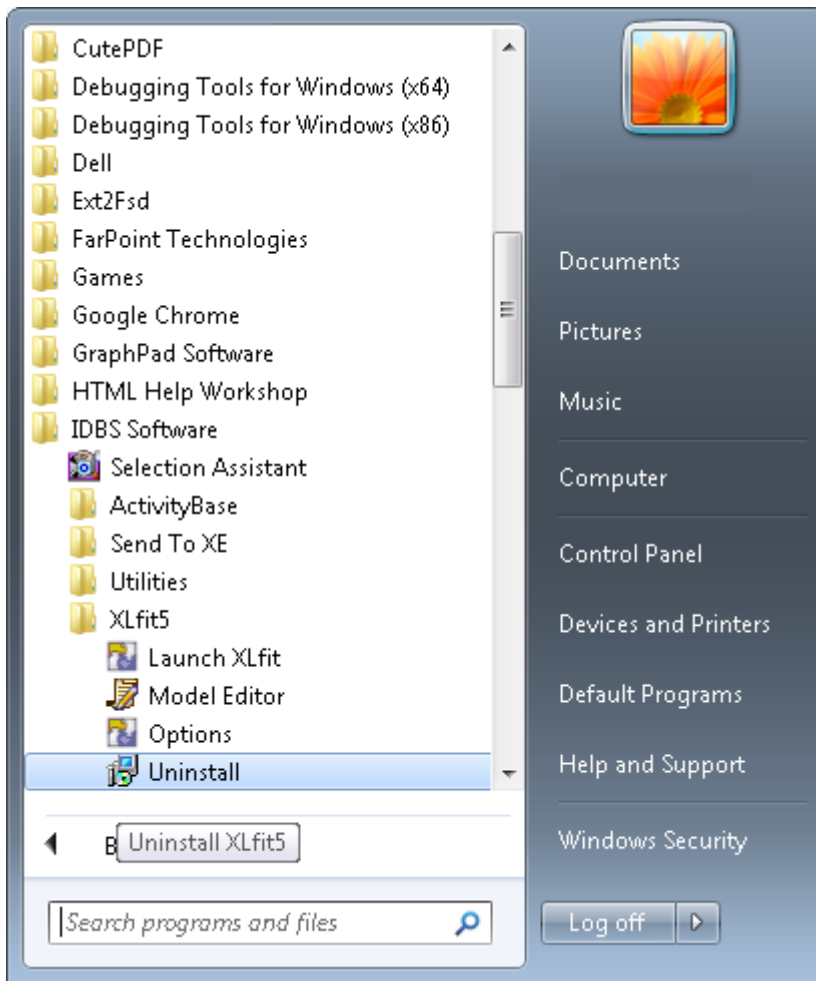 CutePDF
Debugging Tools for Windows (x64)
Debugging Tools for Windows (x86)
Dell
Ext2Fsd
FarPoint Technologies
Games
Google Chrome
GraphPad Software
HTML Help Workshop
IDBS Software
Selection Assistant
ActivityBase
Send To XE
Utilities
XLfit5
Launch XLfit
Model Editor
Options
Uninstall
Uninstall XLfit5
Search programs and files
Documents
Pictures
Music
Computer
Control Panel
Devices and Printers
Default Programs
Help and Support
Windows Security
Log off